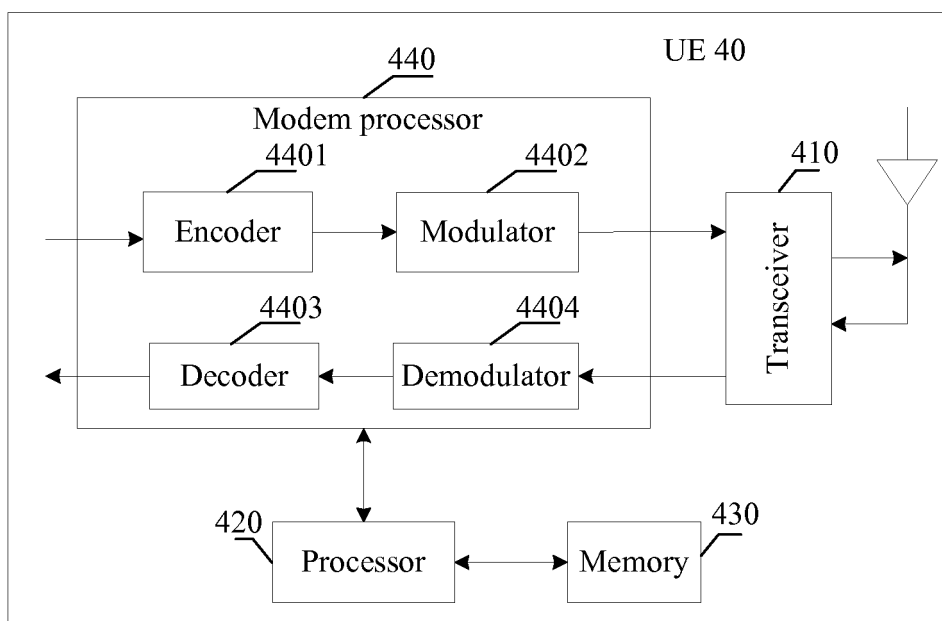 UE 40
440
Modem processor
4401
Encoder
4402
Modulator
410
Transceiver
4403
Decoder
4404
Demodulator
420
Processor
430
Memory